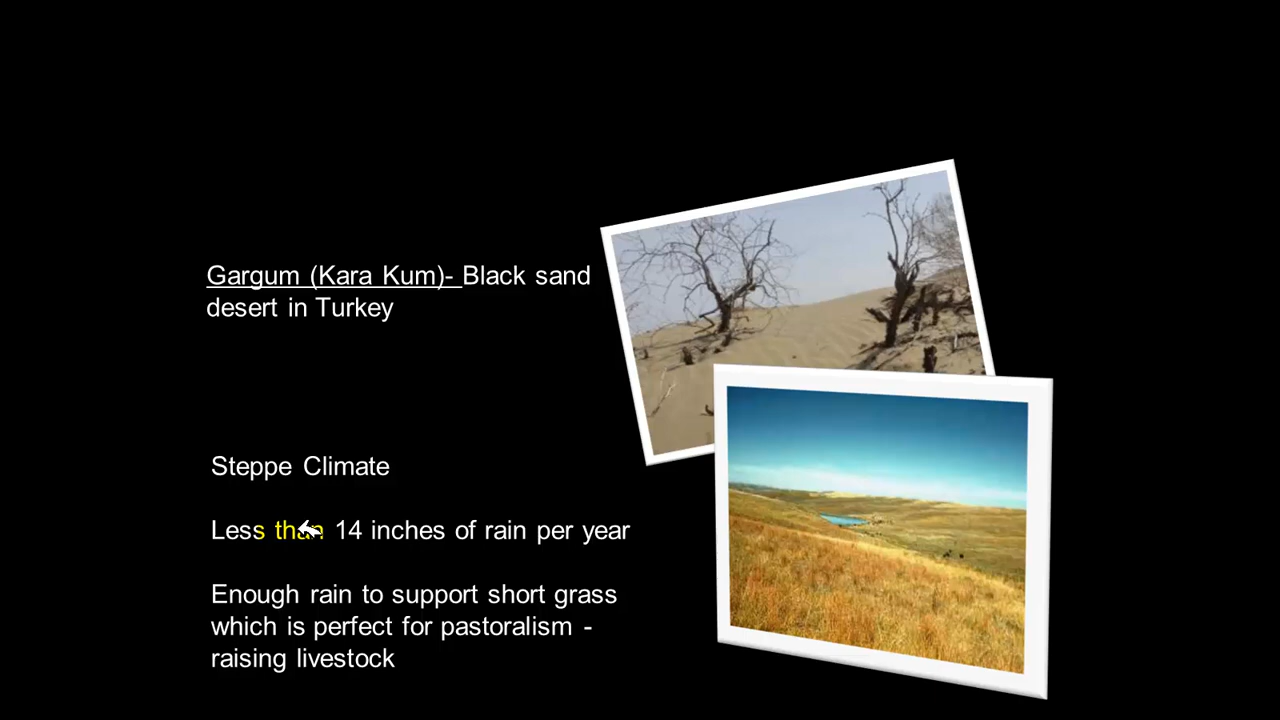 Gargum (Kara Kum)- Black sand
desert in Turkey
Steppe Climate
Less than 14 inches of rain per year
Enough rain to support short grass
which is perfect for pastoralism -
raising livestock